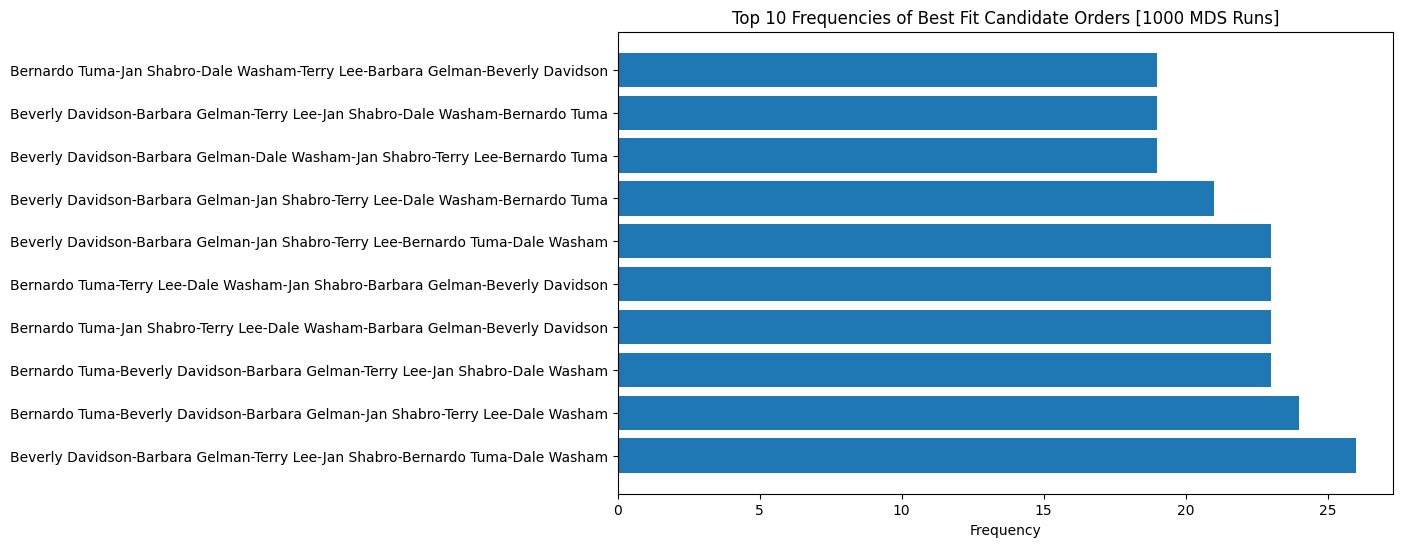 Top 10 Frequencies of Best Fit Candidate Orders [1000 MDS Runs]
Bernardo Tuma-Jan Shabro-Dale Washam-Terry Lee-Barbara Gelman-Beverly Davidson
Beverly Davidson-Barbara Gelman-Terry Lee-Jan Shabro-Dale Washam-Bernardo Tuma
Beverly Davidson-Barbara Gelman-Dale Washam-Jan Shabro-Terry Lee-Bernardo Tuma
Beverly Davidson-Barbara Gelman-Jan Shabro-Terry Lee-Dale Washam-Bernardo Tuma
Beverly Davidson-Barbara Gelman-Jan Shabro-Terry Lee-Bernardo Tuma-Dale Washam
Bernardo Tuma-Terry Lee-Dale Washam-Jan Shabro-Barbara Gelman-Beverly Davidson
Bernardo Tuma-Jan Shabro-Terry Lee-Dale Washam-Barbara Gelman-Beverly Davidson
Bernardo Tuma-Beverly Davidson-Barbara Gelman-Terry Lee-Jan Shabro-Dale Washam
Bernardo Tuma-Beverly Davidson-Barbara Gelman-Jan Shabro-Terry Lee-Dale Washam
Beverly Davidson-Barbara Gelman-Terry Lee-Jan Shabro-Bernardo Tuma-Dale Washam
0 5 10 15 20 25
Frequency